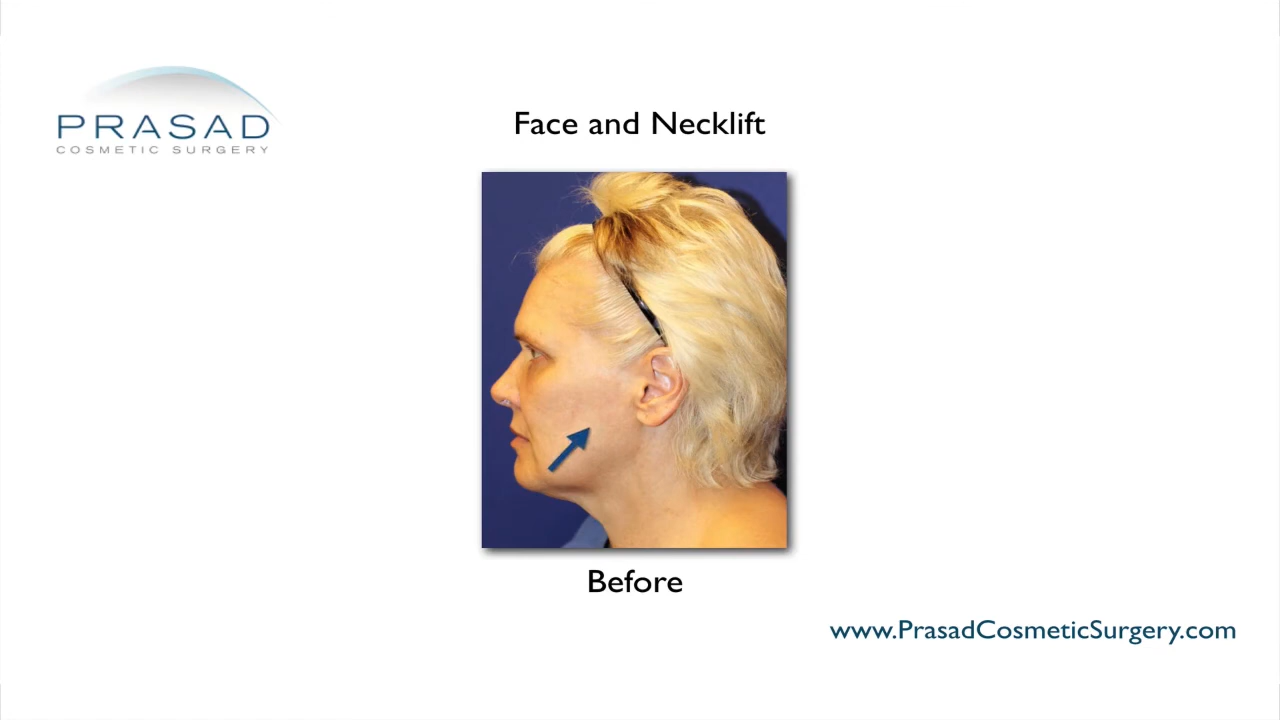 PRASAD
COSMETIC SURGERY
Face and Necklift
Before
www.PrasadCosmeticSurgery.com